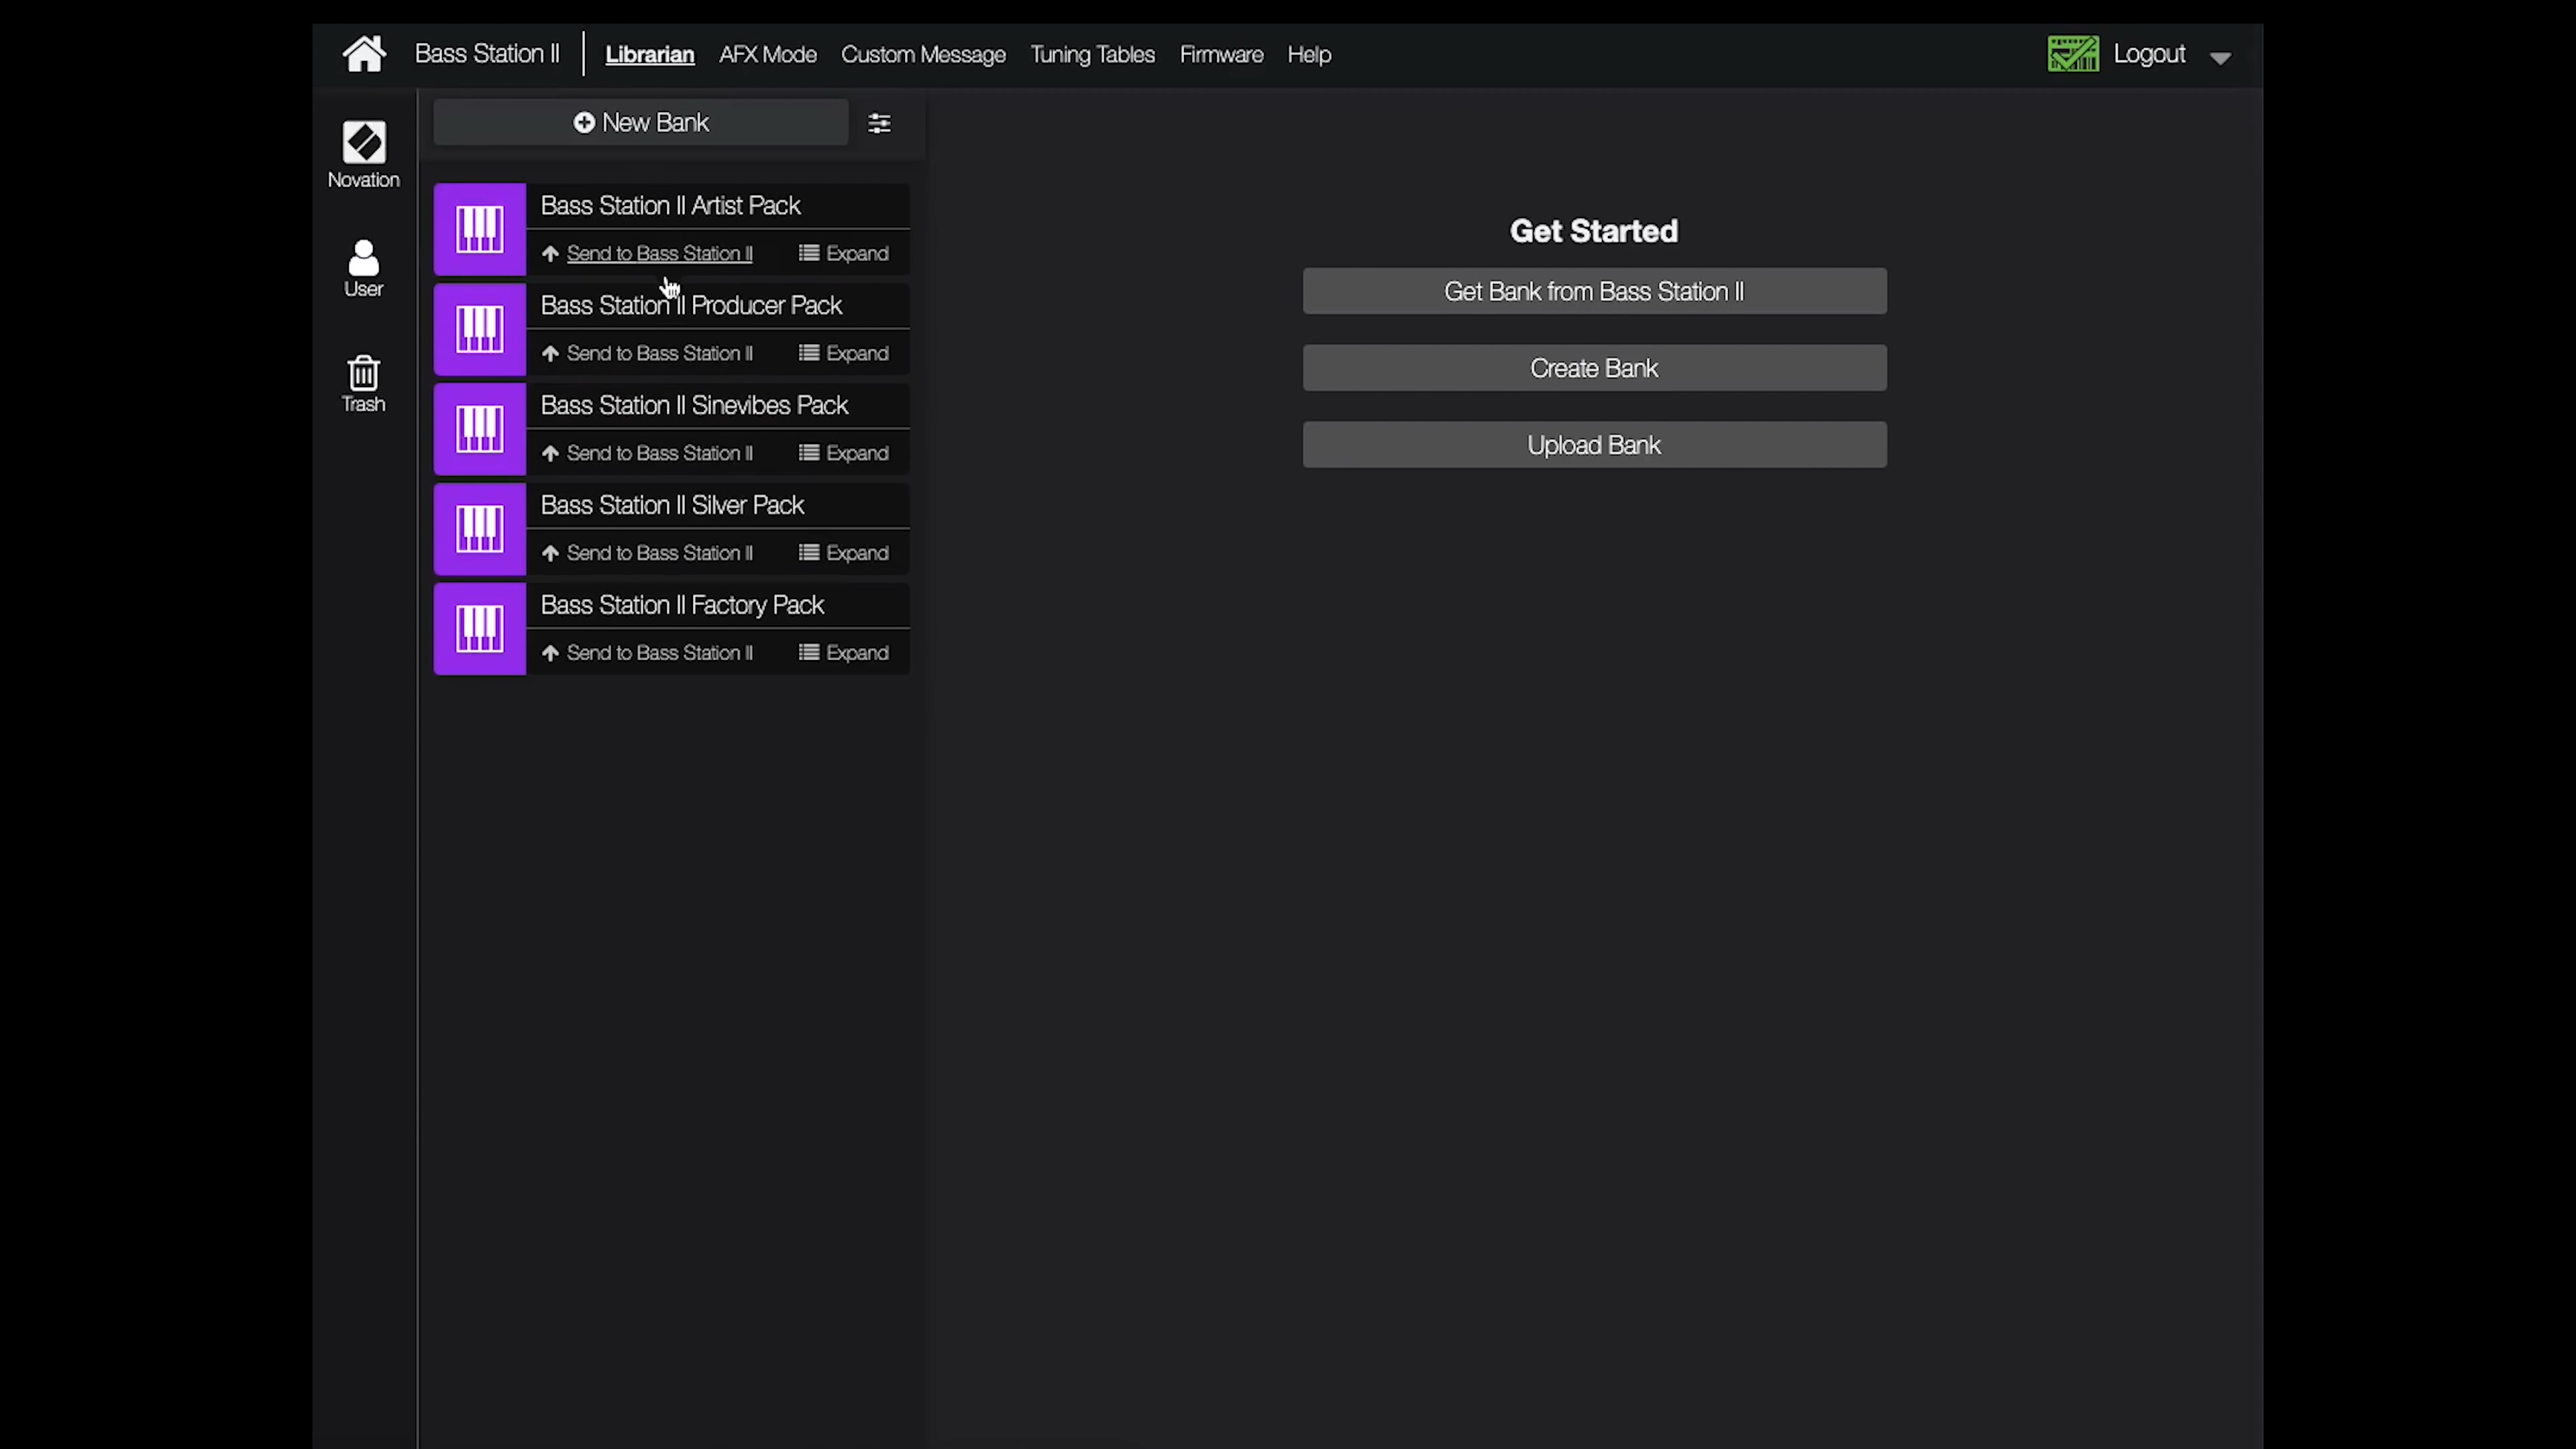 Bass Station II
Librarian
AFX Mode
Custom Message
Tuning Tables
Firmware
Help
Logout
Novation
User
Trash
New Bank
Bass Station II Artist Pack
Send to Bass Station II
Expand
Bass Station II Producer Pack
Send to Bass Station II
Expand
Bass Station II Sinevibes Pack
Send to Bass Station II
Expand
Bass Station II Silver Pack
Send to Bass Station II
Expand
Bass Station II Factory Pack
Send to Bass Station II
Expand
Get Started
Get Bank from Bass Station II
Create Bank
Upload Bank